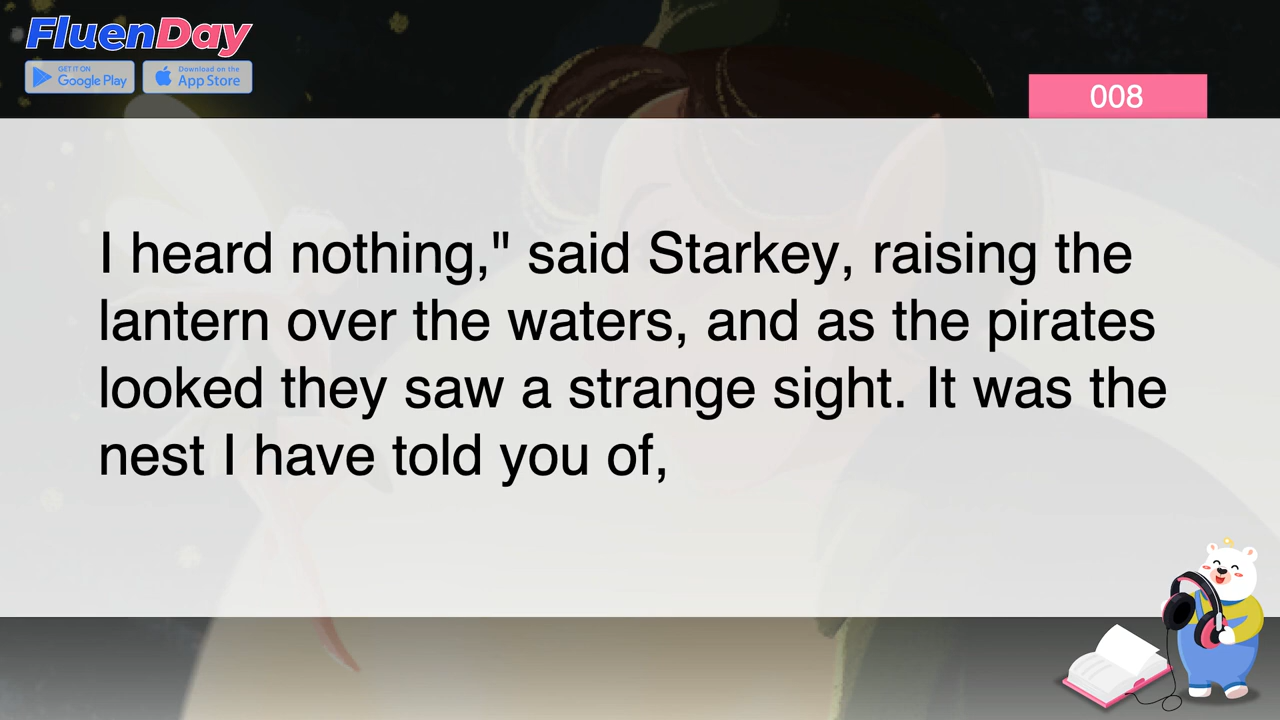 FluenDay
GET IT ON
Google Play
Download on the
App Store
008
I heard nothing," said Starkey, raising the
lantern over the waters, and as the pirates
looked they saw a strange sight. It was the
nest I have told you of,